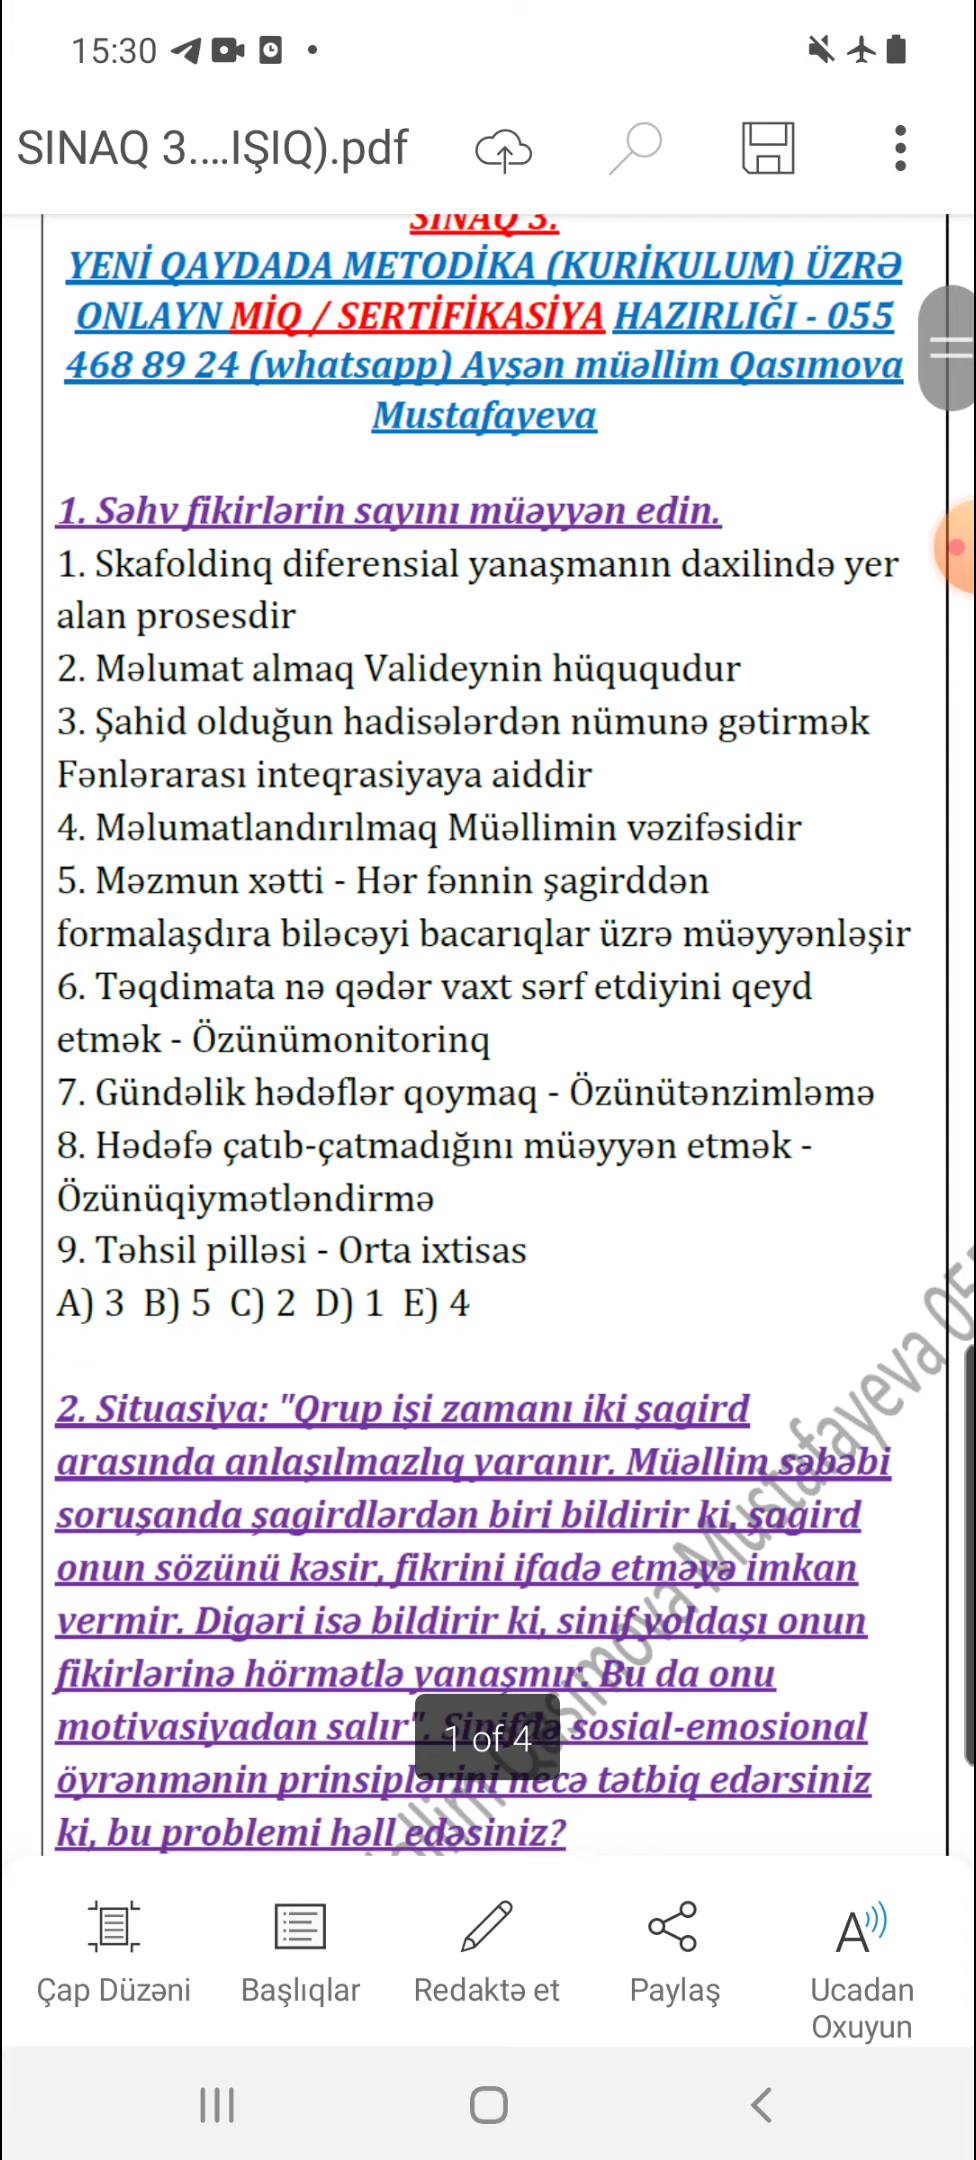 15:30
SINAQ 3....IŞIQ).pdf
SINAQ 3.
YENİ QAYDADA METODİKA (KURİKULUM) ÜZRƏ
ONLAYN MİQ / SERTİFİKASİYA HAZIRLIĞI - 055
468 89 24 (whatsapp) Ayşən müəllim Qasımova
Mustafayeva
1. Səhv fikirlərin sayını müəyyən edin.
1. Skafoldinq diferensial yanaşmanın daxilində yer
alan prosesdir
2. Məlumat almaq Valideynin hüququdur
3. Şahid olduğun hadisələrdən nümunə gətirmək
Fənlərarası inteqrasiyaya aiddir
4. Məlumatlandırılmaq Müəllimin vəzifəsidir
5. Məzmun xətti - Hər fənnin şagirddən
formalaşdıra biləcəyi bacarıqlar üzrə müəyyənləşir
6. Təqdimata nə qədər vaxt sərf etdiyini qeyd
etmək - Özünümonitorinq
7. Gündəlik hədəflər qoymaq - Özünütənzimləmə
8. Hədəfə çatıb-çatmadığını müəyyən etmək -
Özünüqiymətləndirmə
9. Təhsil pilləsi - Orta ixtisas
A) 3 B) 5 C) 2 D) 1 E) 4
2. Situasiya: "Qrup işi zamanı iki şagird
arasında anlaşılmazlıq yaranır. Müəllim səbəbi
soruşanda şagirdlərdən biri bildirir ki, şagird
onun sözünü kəsir, fikrini ifadə etməyə imkan
vermir. Digəri isə bildirir ki, sinif yoldaşı onun
fikirlərinə hörmətlə yanaşmır. Bu da onu
motivasiyadan salır". Sinifdə sosial-emosional
öyrənmənin prinsiplərini necə tətbiq edərsiniz
ki, bu problemi həll edəsiniz?
1 of 4
Qasımova Mustafayeva
Çap Düzəni
Başlıqlar
Redaktə et
Paylaş
Ucadan
Oxuyun